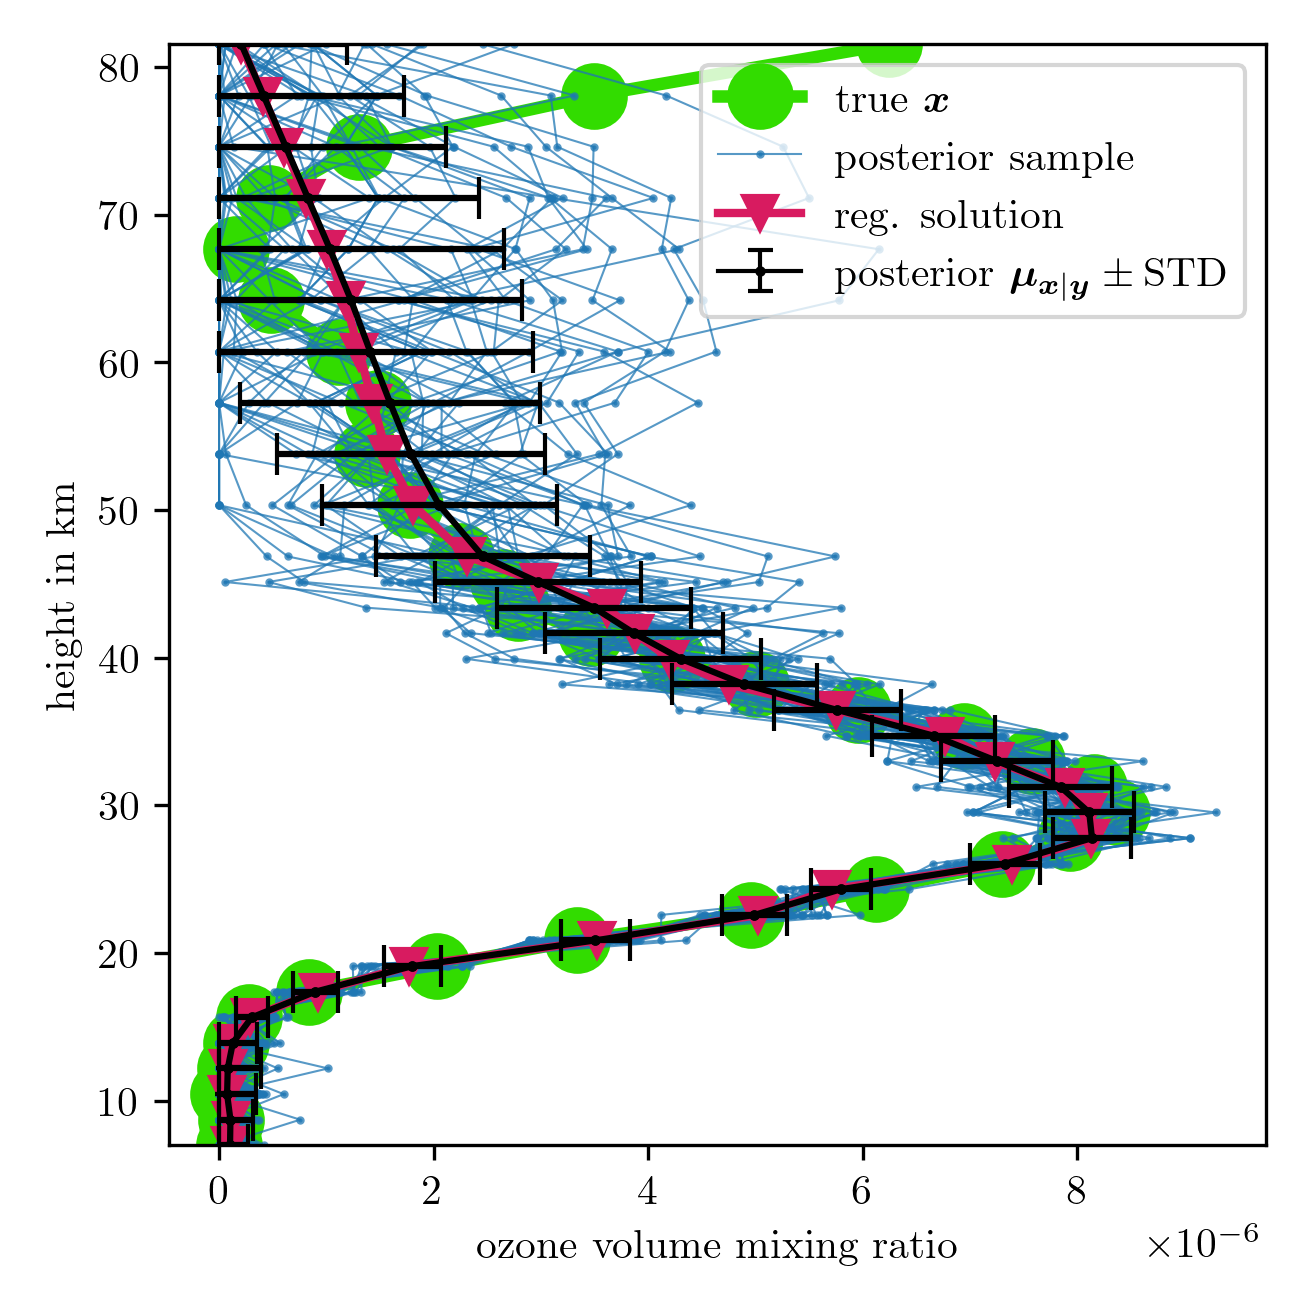 80
70
60
50
40
30
20
10
height in km
true x
posterior sample
reg. solution
posterior μx|y ± STD
0 2 4 6 8
ozone volume mixing ratio
×10⁻⁶